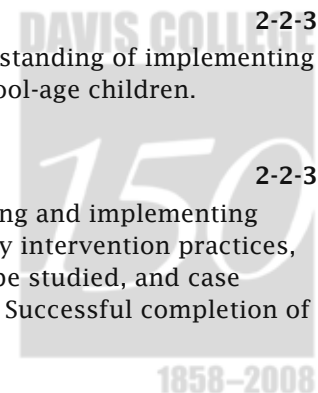 DAVIS COLLEGE
2-2-3
standing of implementing
ool-age children.
150
2-2-3
ing and implementing
y intervention practices,
be studied, and case
Successful completion of
1858–2008